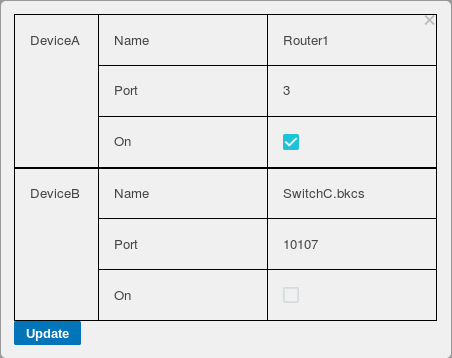 DeviceA Name Router1
Port 3
On
DeviceB Name SwitchC.bkcs
Port 10107
On
Update